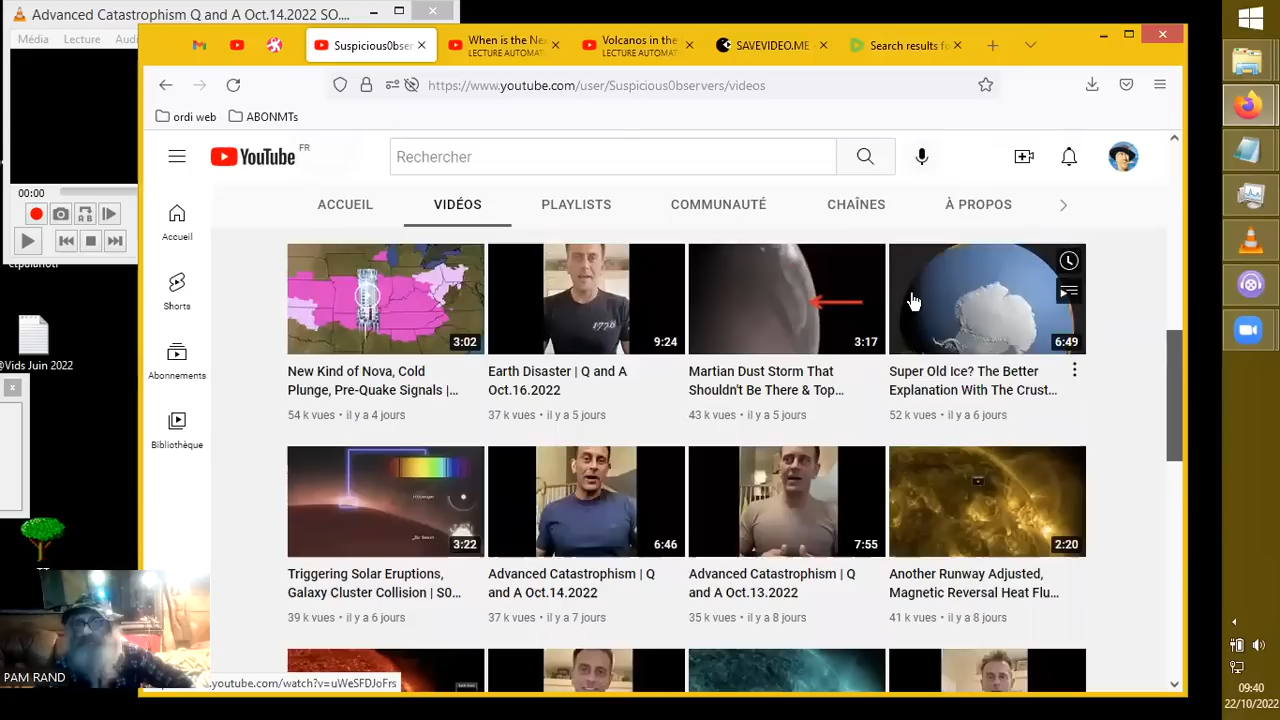 Advanced Catastrophism Q and A Oct.14.2022 SO....
Média Lecture Audi
00:00
@Vids Juin 2022
Suspicious0bser
When is the Ne
LECTURE AUTOMAT
Volcanos in the
LECTURE AUTOMAT
SAVEVIDEO.ME
Search results fo
https://www.youtube.com/user/Suspicious0bservers/videos
ordi web
ABONMTs
YouTube FR
Rechercher
ACCUEIL VIDÉOS PLAYLISTS COMMUNAUTÉ CHAÎNES À PROPOS
Accueil
Shorts
Abonnements
Bibliothèque
3:02
New Kind of Nova, Cold
Plunge, Pre-Quake Signals |...
54 k vues • il y a 4 jours
1778
9:24
Earth Disaster | Q and A
Oct.16.2022
37 k vues • il y a 5 jours
3:17
Martian Dust Storm That
Shouldn't Be There & Top...
43 k vues • il y a 5 jours
6:49
Super Old Ice? The Better
Explanation With The Crust...
52 k vues • il y a 6 jours
3:22
Triggering Solar Eruptions,
Galaxy Cluster Collision | S0...
39 k vues • il y a 6 jours
6:46
Advanced Catastrophism | Q
and A Oct.14.2022
37 k vues • il y a 7 jours
7:55
Advanced Catastrophism | Q
and A Oct.13.2022
35 k vues • il y a 8 jours
2:20
Another Runway Adjusted,
Magnetic Reversal Heat Flu...
41 k vues • il y a 8 jours
PAM RAND
.youtube.com/watch?v=uWeSFDJoFrs
09:40
22/10/2022